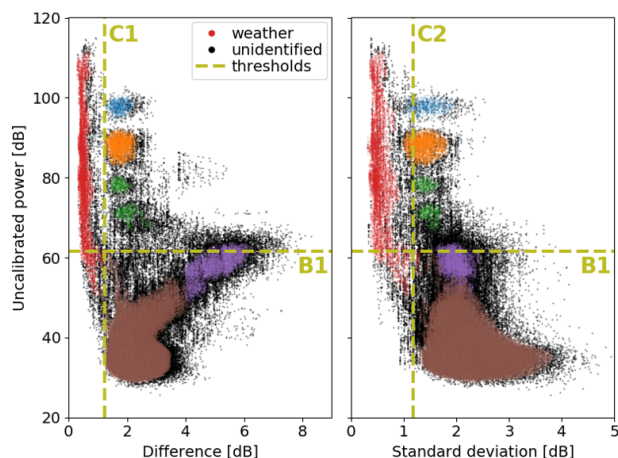 120
100
80
60
40
20
Uncalibrated power [dB]
C1
weather
unidentified
thresholds
B1
0 2 4 6 8
Difference [dB]
C2
B1
0 1 2 3 4 5
Standard deviation [dB]